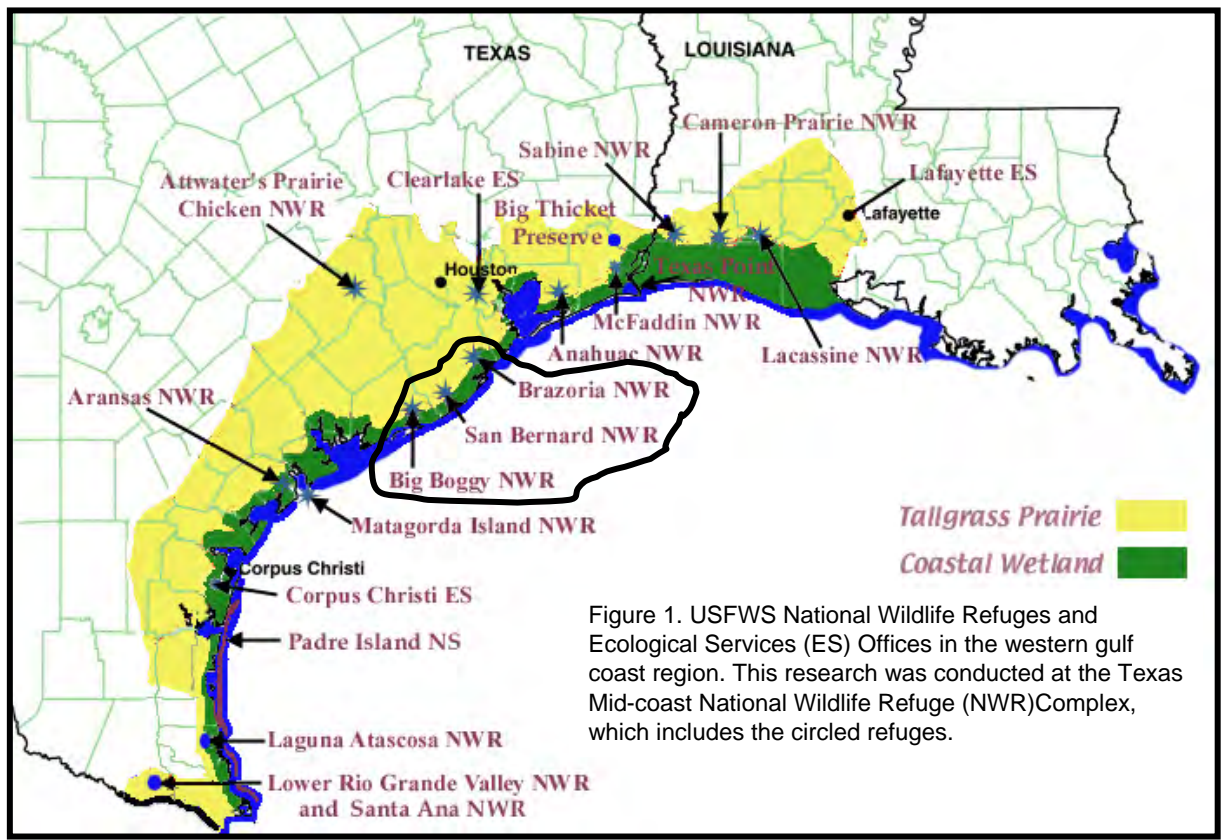 TEXAS
LOUISIANA
Cameron Prairie NWR
Sabine NWR
Attwater's Prairie
Chicken NWR
Clearlake ES
Lafayette ES
Big Thicket
Preserve
Lafayette
Houston
Texas Point
NWR
McFaddin NWR
Anahuac NWR
Lacassine NWR
Brazoria NWR
Aransas NWR
San Bernard NWR
Big Boggy NWR
Matagorda Island NWR
Tallgrass Prairie
Coastal Wetland
Corpus Christi
Corpus Christi ES
Padre Island NS
Figure 1. USFWS National Wildlife Refuges and
Ecological Services (ES) Offices in the western gulf
coast region. This research was conducted at the Texas
Mid-coast National Wildlife Refuge (NWR)Complex,
which includes the circled refuges.
Laguna Atascosa NWR
Lower Rio Grande Valley NWR
and Santa Ana NWR